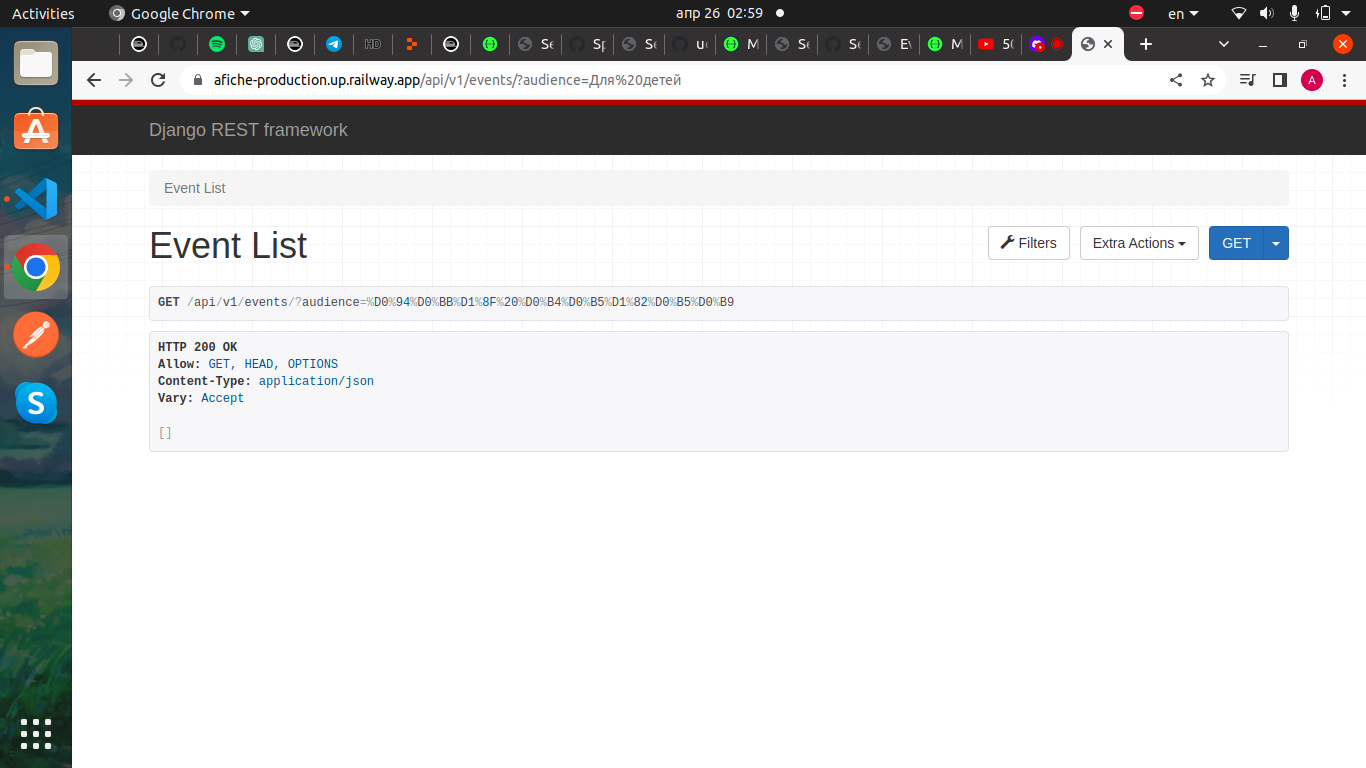 Activities
Google Chrome
апр 26 02:59
en
HD
Se
Sp
Se
M
Se
Se
M
A
afiche-production.up.railway.app/api/v1/events/?audience=Для%20детей
Django REST framework
Event List
Event List
Filters
Extra Actions
GET
GET /api/v1/events/?audience=%D0%94%D0%BB%D1%8F%20%D0%B4%D0%B5%D1%82%D0%B5%D0%B9
HTTP 200 OK
Allow: GET, HEAD, OPTIONS
Content-Type: application/json
Vary: Accept
[]
S